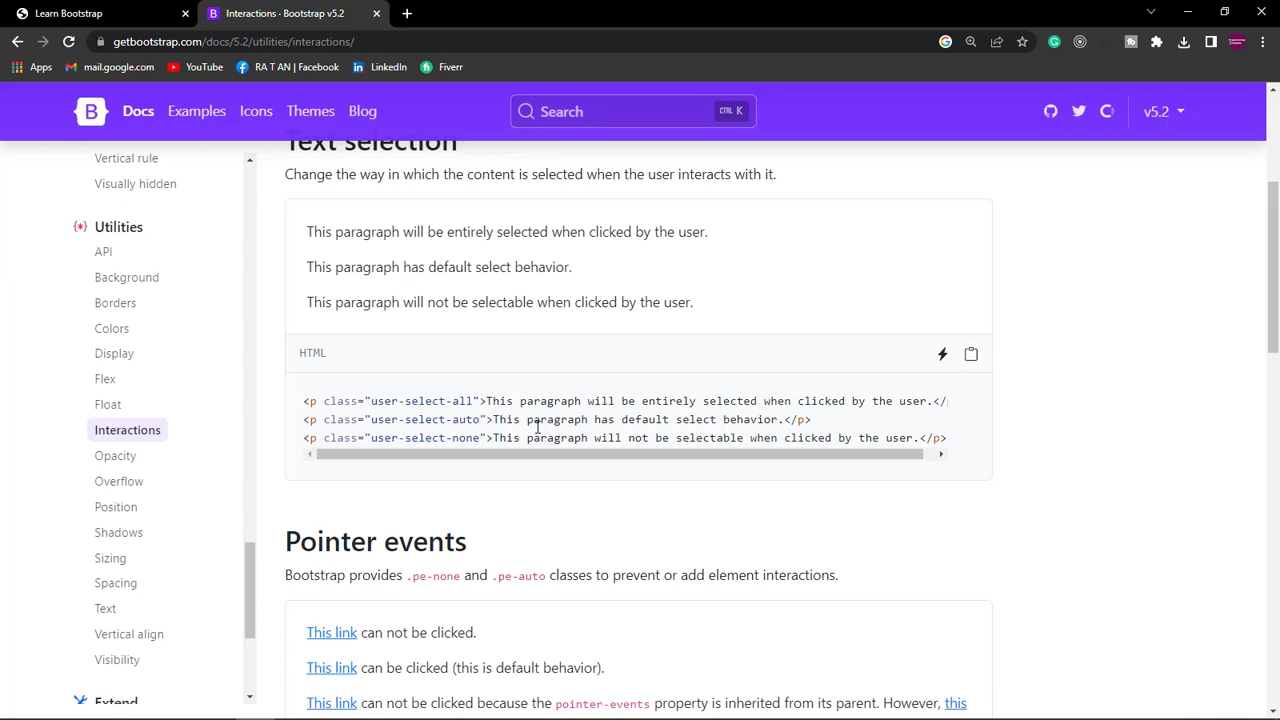 Learn Bootstrap
Interactions · Bootstrap v5.2
getbootstrap.com/docs/5.2/utilities/interactions/
Apps
mail.google.com
YouTube
RA T AN | Facebook
LinkedIn
Fiverr
B
Docs
Examples
Icons
Themes
Blog
Search
CTRL K
v5.2
Vertical rule
Visually hidden
Utilities
API
Background
Borders
Colors
Display
Flex
Float
Interactions
Opacity
Overflow
Position
Shadows
Sizing
Spacing
Text
Vertical align
Visibility
Extend
Text selection
Change the way in which the content is selected when the user interacts with it.
This paragraph will be entirely selected when clicked by the user.
This paragraph has default select behavior.
This paragraph will not be selectable when clicked by the user.
HTML
<p class="user-select-all">This paragraph will be entirely selected when clicked by the user.</
<p class="user-select-auto">This paragraph has default select behavior.</p>
<p class="user-select-none">This paragraph will not be selectable when clicked by the user.</p>
Pointer events
Bootstrap provides .pe-none and .pe-auto classes to prevent or add element interactions.
This link can not be clicked.
This link can be clicked (this is default behavior).
This link can not be clicked because the pointer-events property is inherited from its parent. However, this